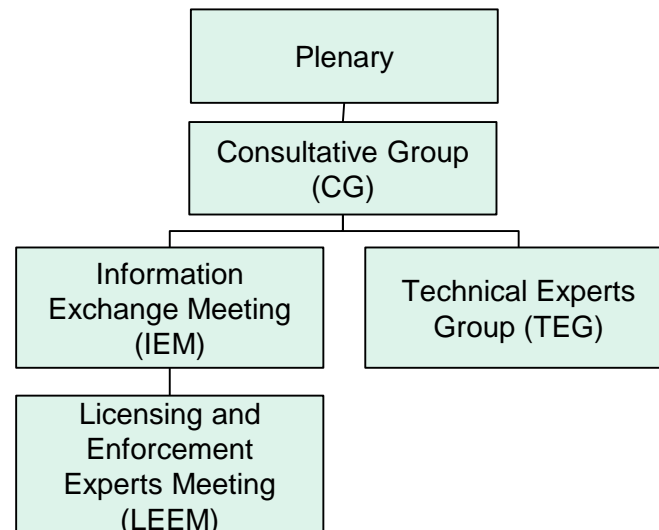 Plenary
Consultative Group
(CG)
Information
Exchange Meeting
(IEM)
Technical Experts
Group (TEG)
Licensing and
Enforcement
Experts Meeting
(LEEM)